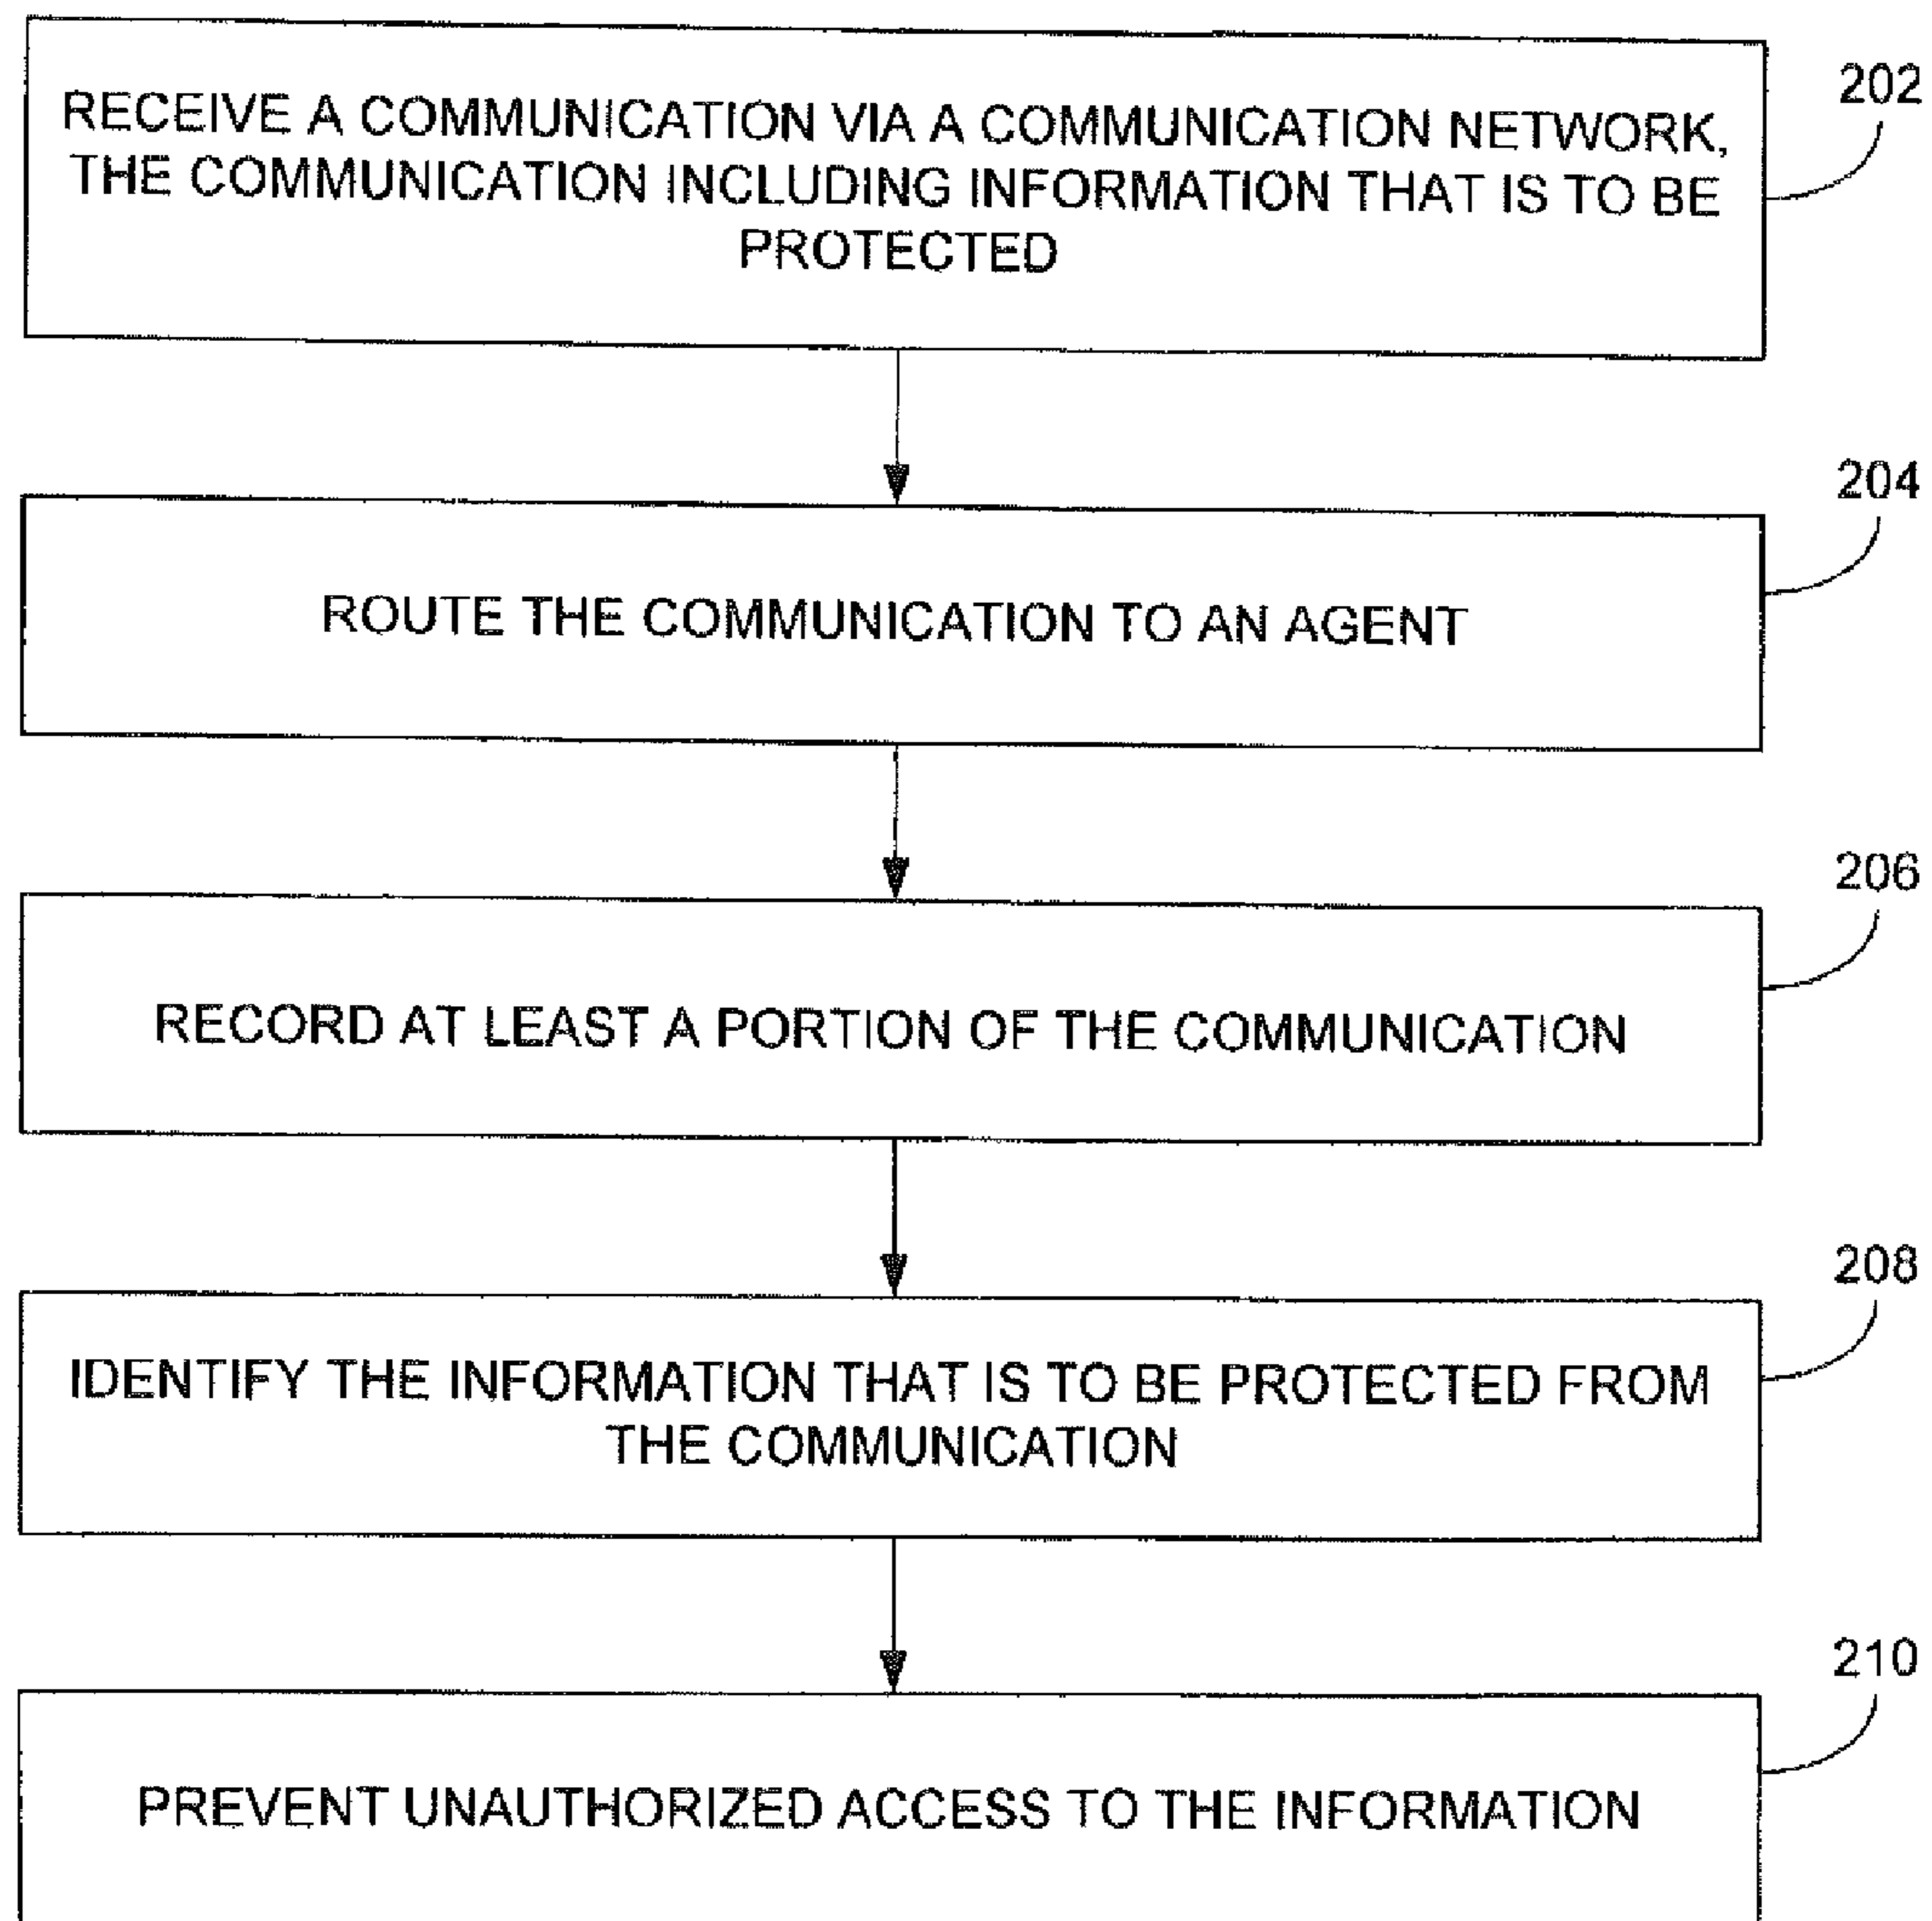 RECEIVE A COMMUNICATION VIA A COMMUNICATION NETWORK,
THE COMMUNICATION INCLUDING INFORMATION THAT IS TO BE
PROTECTED
202
ROUTE THE COMMUNICATION TO AN AGENT
204
RECORD AT LEAST A PORTION OF THE COMMUNICATION
206
IDENTIFY THE INFORMATION THAT IS TO BE PROTECTED FROM
THE COMMUNICATION
208
PREVENT UNAUTHORIZED ACCESS TO THE INFORMATION
210